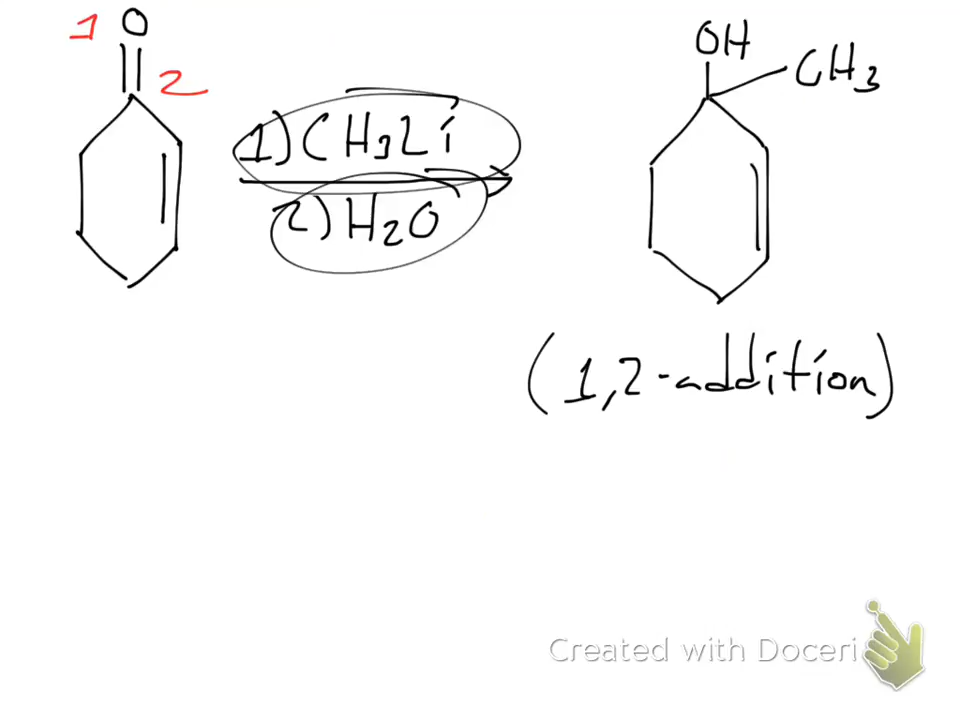 1 O
2
OH
CH3
1) CH3Li
2) H2O
(1,2-addition)
Created with Doceri